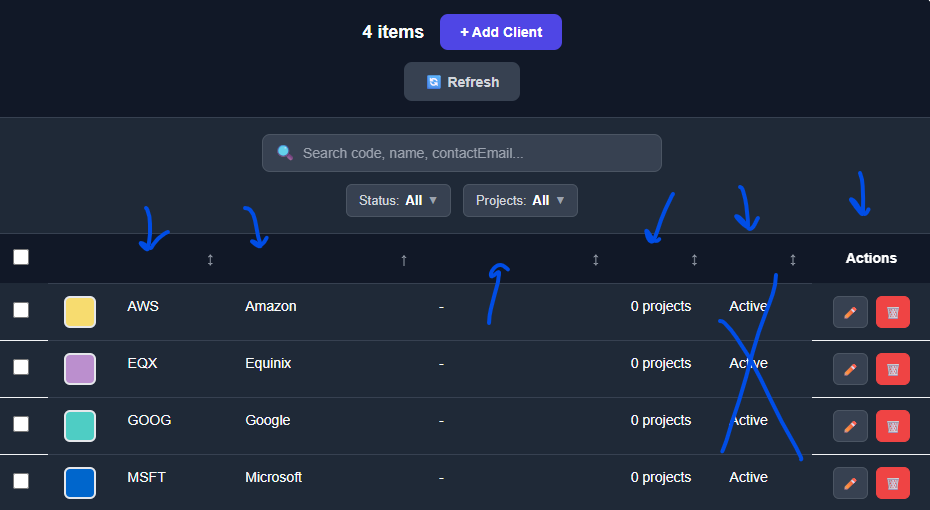 4 items + Add Client
Refresh
Search code, name, contactEmail...
Status: All ▼ Projects: All ▼
↕ ↑ ↕ ↕ ↕ Actions
AWS Amazon - 0 projects Active
EQX Equinix - 0 projects Active
GOOG Google - 0 projects Active
MSFT Microsoft - 0 projects Active